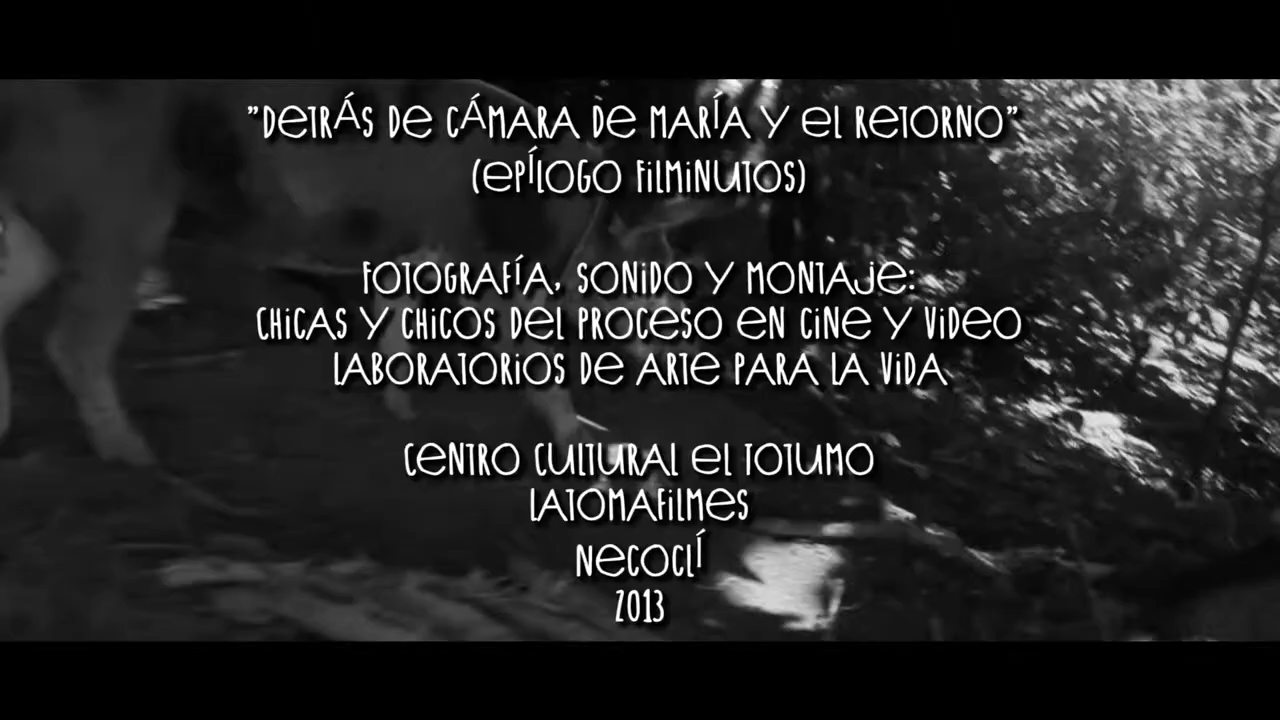 "DETRÁS DE CÁMARA DE MARÍA Y EL RETORNO"
(EPÍLOGO FILMINUTOS)
FOTOGRAFÍA, SONIDO Y MONTAJE:
CHICAS Y CHICOS DEL PROCESO EN CINE Y VIDEO
LABORATORIOS DE ARTE PARA LA VIDA
CENTRO CULTURAL EL TOTUMO
LATOMAFILMES
NECOCLÍ
2013